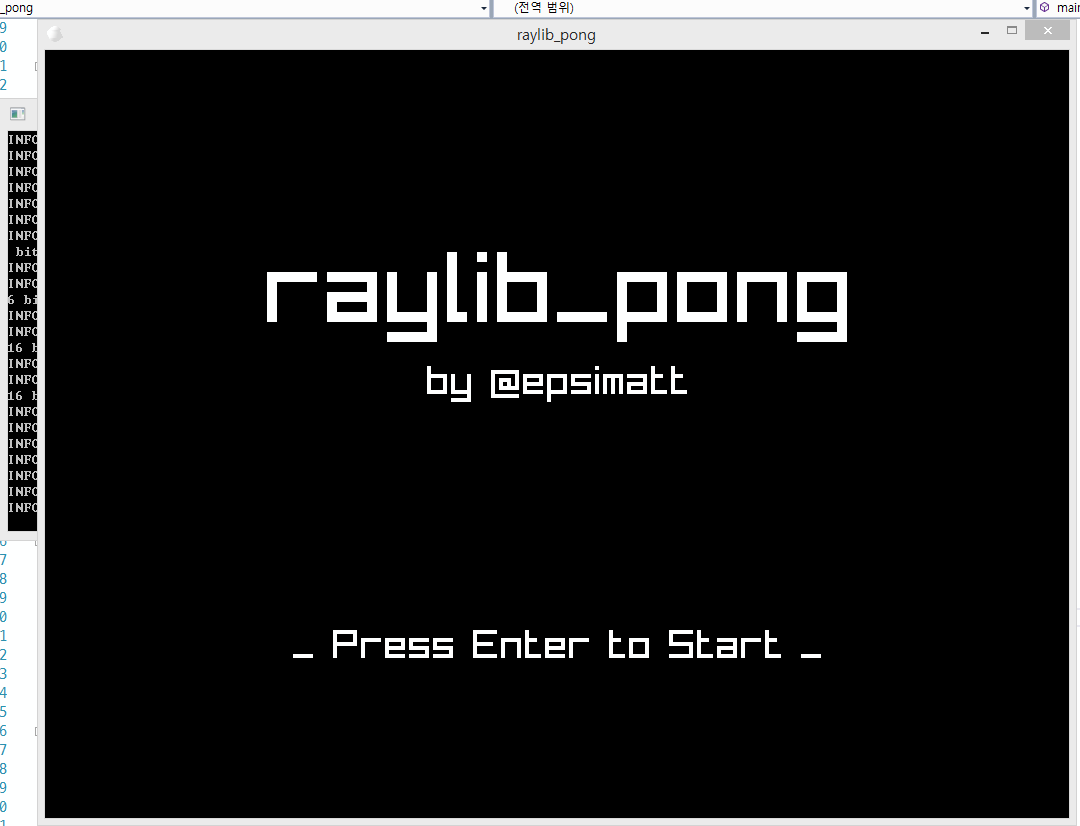 _pong
(전역 범위)
main
raylib_pong
9
0
1
2
INFO
INFO
INFO
INFO
INFO
INFO
INFO
bit
INFO
INFO
6 bi
INFO
INFO
16 b
INFO
INFO
16 b
INFO
INFO
INFO
INFO
INFO
INFO
INFO
raylib_pong
by @epsimatt
_ Press Enter to Start _
7
8
9
0
1
2
3
4
5
6
7
8
9
0